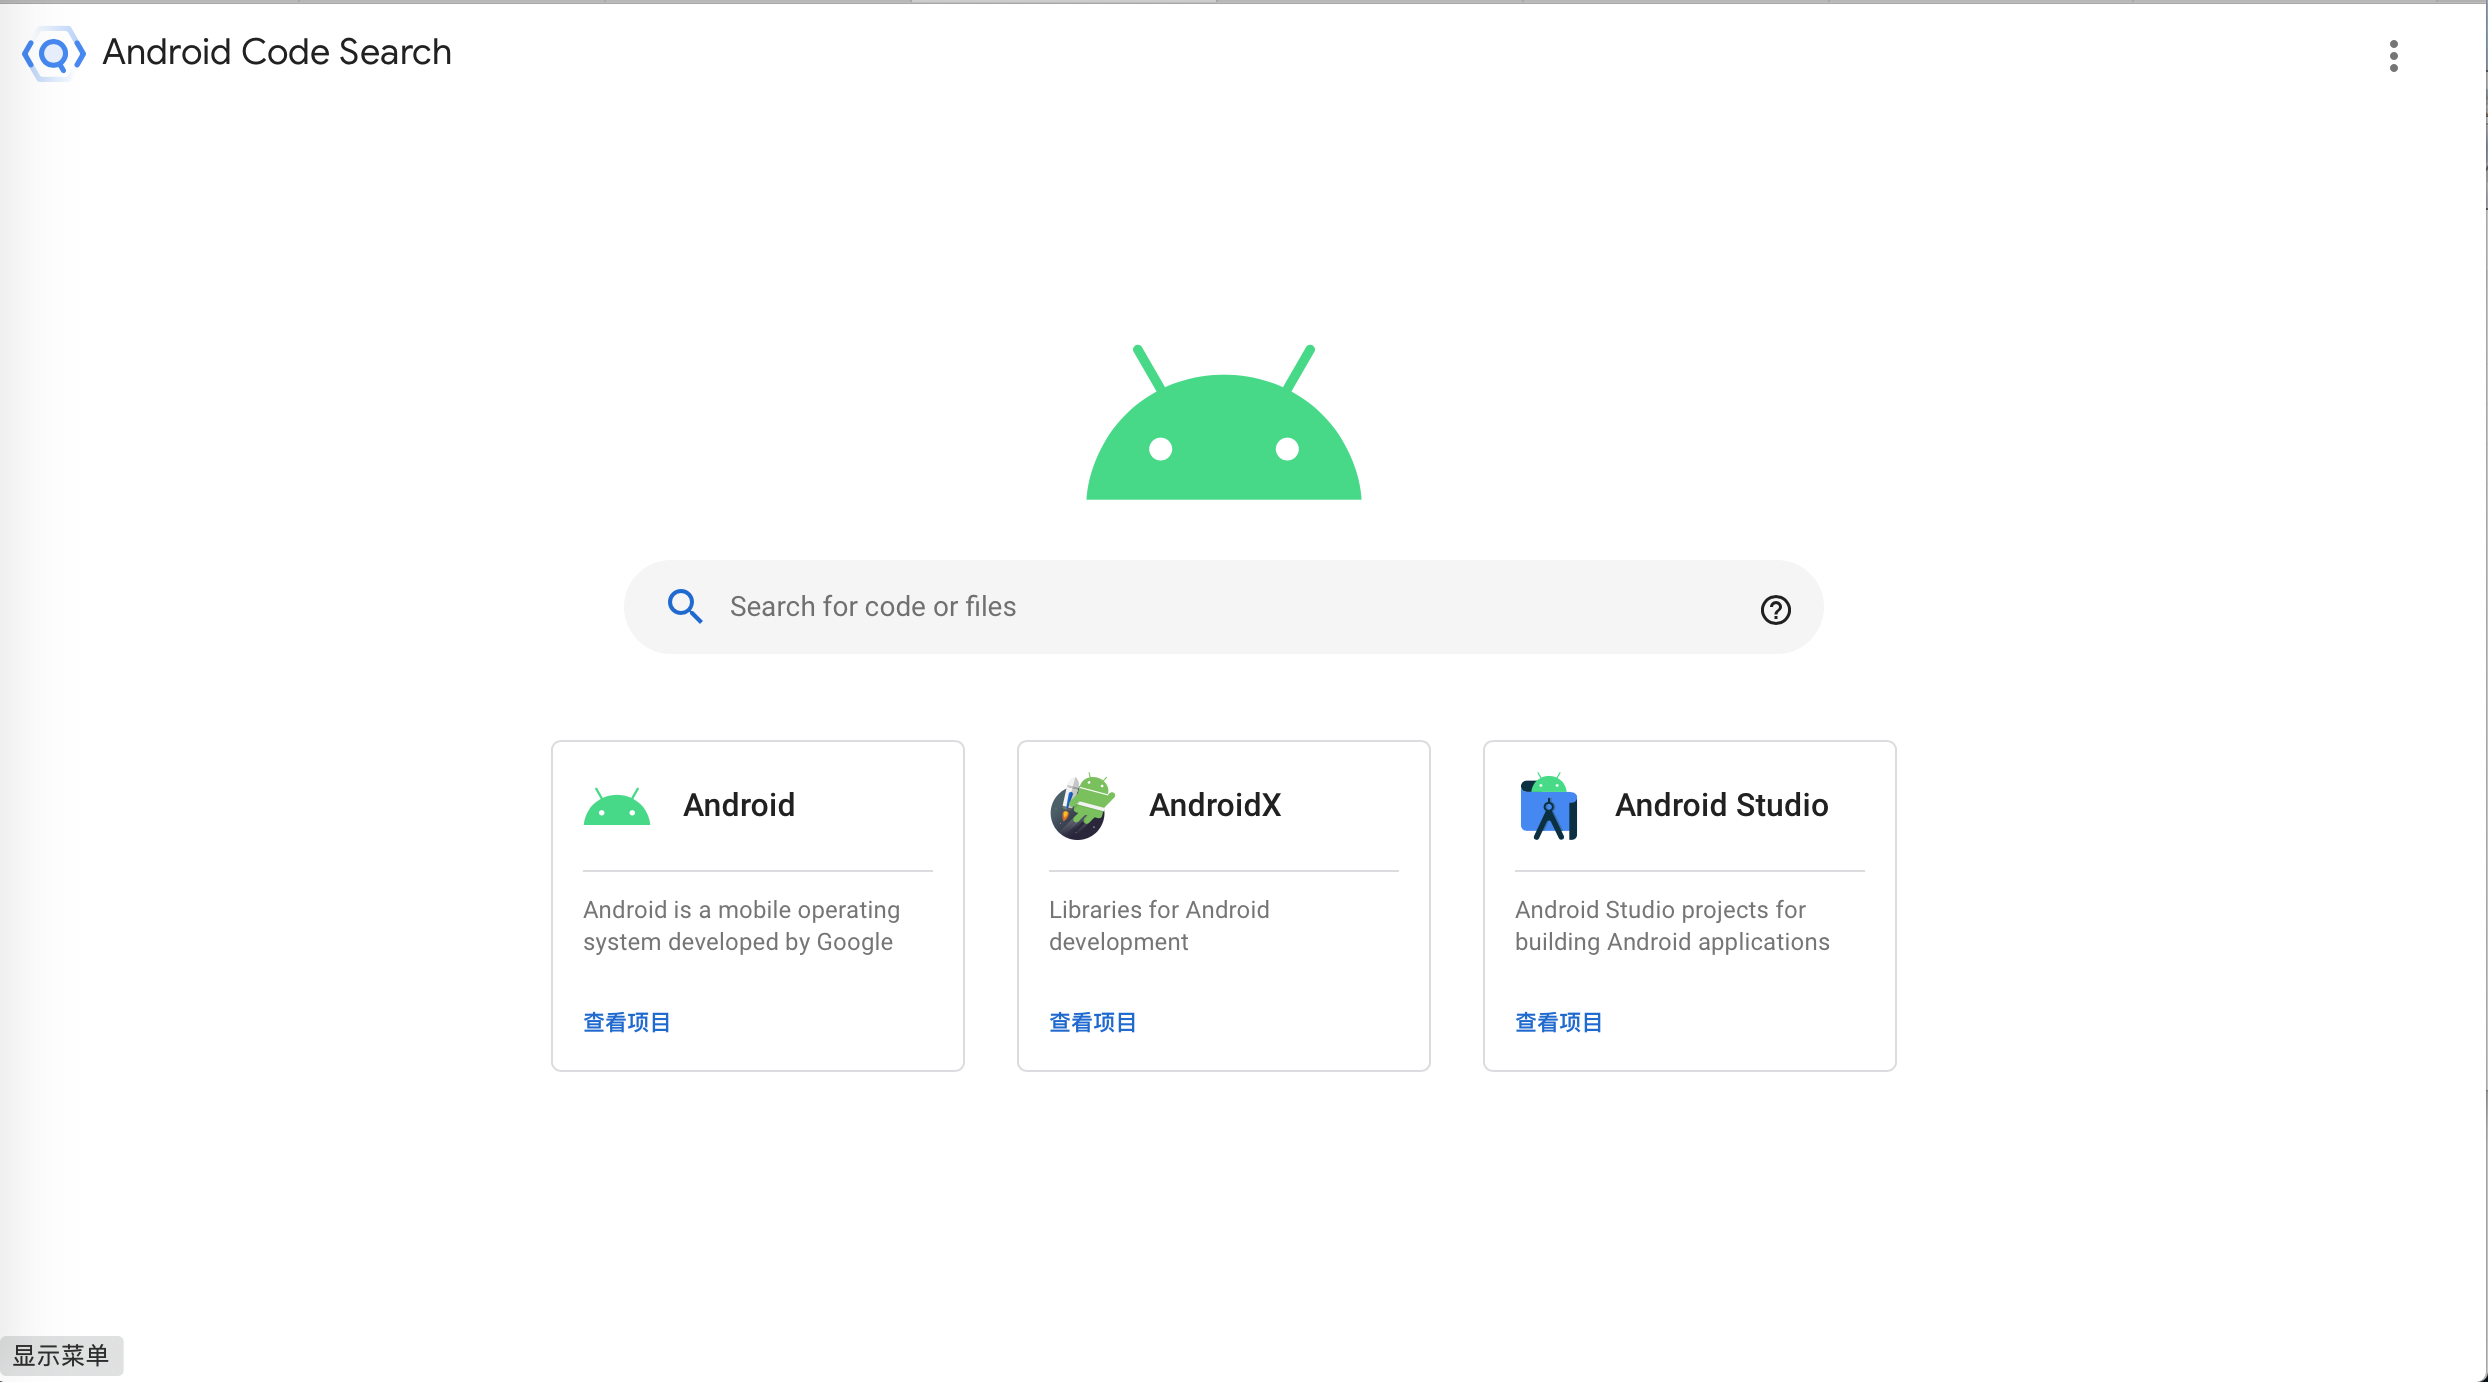 Android Code Search
Search for code or files
Android
Android is a mobile operating
system developed by Google
查看项目
AndroidX
Libraries for Android
development
查看项目
Android Studio
Android Studio projects for
building Android applications
查看项目
显示菜单